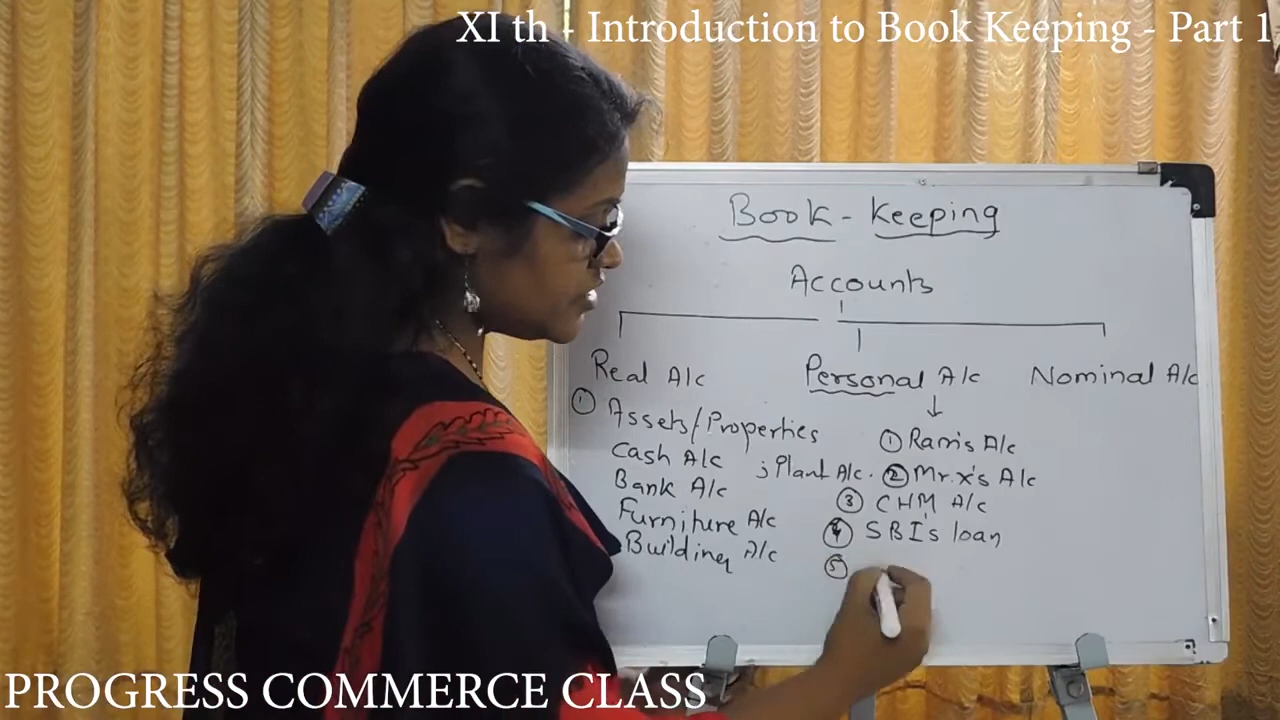 XI th - Introduction to Book Keeping - Part 1
Book - Keeping
Accounts
Real A/c
Personal A/c
Nominal A/c
① Assets/Properties
Cash A/c ; Plant A/c.
Bank A/c
Furniture A/c
Building A/c
① Ram's A/c
② Mr. X's A/c
③ CHM A/c
④ SBI's loan
⑤
PROGRESS COMMERCE CLASS